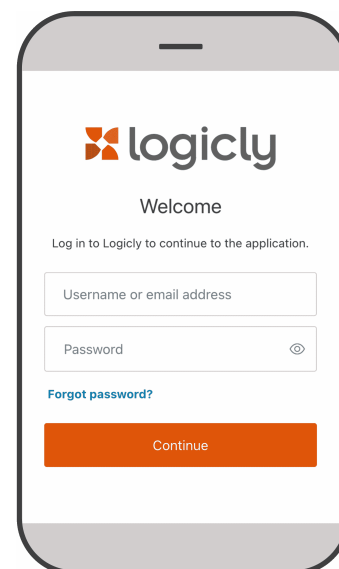 logicly
Welcome
Log in to Logicly to continue to the application.
Username or email address
Password
Forgot password?
Continue